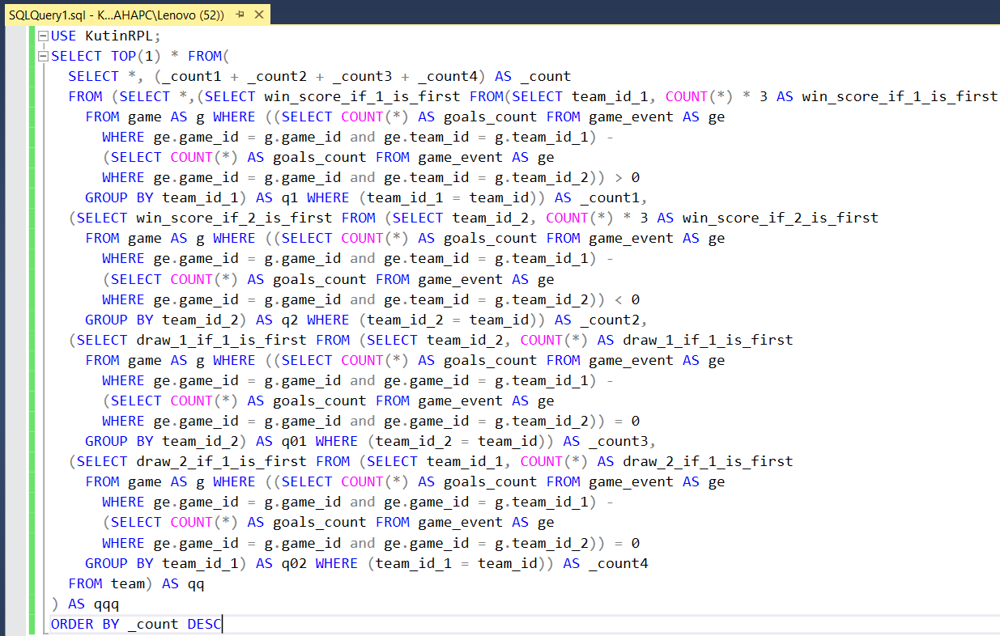 SQLQuery1.sql - K...AHAPC\Lenovo (52))
USE KutinRPL;
SELECT TOP(1) * FROM(
SELECT *, (_count1 + _count2 + _count3 + _count4) AS _count
FROM (SELECT *,(SELECT win_score_if_1_is_first FROM(SELECT team_id_1, COUNT(*) * 3 AS win_score_if_1_is_first
FROM game AS g WHERE ((SELECT COUNT(*) AS goals_count FROM game_event AS ge
WHERE ge.game_id = g.game_id and ge.team_id = g.team_id_1) -
(SELECT COUNT(*) AS goals_count FROM game_event AS ge
WHERE ge.game_id = g.game_id and ge.team_id = g.team_id_2)) > 0
GROUP BY team_id_1) AS q1 WHERE (team_id_1 = team_id)) AS _count1,
(SELECT win_score_if_2_is_first FROM (SELECT team_id_2, COUNT(*) * 3 AS win_score_if_2_is_first
FROM game AS g WHERE ((SELECT COUNT(*) AS goals_count FROM game_event AS ge
WHERE ge.game_id = g.game_id and ge.team_id = g.team_id_1) -
(SELECT COUNT(*) AS goals_count FROM game_event AS ge
WHERE ge.game_id = g.game_id and ge.team_id = g.team_id_2)) < 0
GROUP BY team_id_2) AS q2 WHERE (team_id_2 = team_id)) AS _count2,
(SELECT draw_1_if_1_is_first FROM (SELECT team_id_2, COUNT(*) AS draw_1_if_1_is_first
FROM game AS g WHERE ((SELECT COUNT(*) AS goals_count FROM game_event AS ge
WHERE ge.game_id = g.game_id and ge.game_id = g.team_id_1) -
(SELECT COUNT(*) AS goals_count FROM game_event AS ge
WHERE ge.game_id = g.game_id and ge.game_id = g.team_id_2)) = 0
GROUP BY team_id_2) AS q01 WHERE (team_id_2 = team_id)) AS _count3,
(SELECT draw_2_if_1_is_first FROM (SELECT team_id_1, COUNT(*) AS draw_2_if_1_is_first
FROM game AS g WHERE ((SELECT COUNT(*) AS goals_count FROM game_event AS ge
WHERE ge.game_id = g.game_id and ge.game_id = g.team_id_1) -
(SELECT COUNT(*) AS goals_count FROM game_event AS ge
WHERE ge.game_id = g.game_id and ge.game_id = g.team_id_2)) = 0
GROUP BY team_id_1) AS q02 WHERE (team_id_1 = team_id)) AS _count4
FROM team) AS qq
) AS qqq
ORDER BY _count DESC